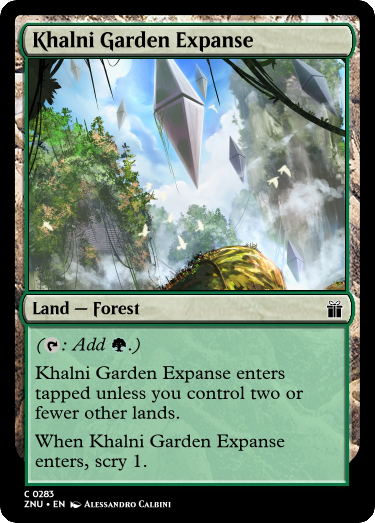 Khalni Garden Expanse
Land — Forest
(: Add .)
Khalni Garden Expanse enters
tapped unless you control two or
fewer other lands.
When Khalni Garden Expanse
enters, scry 1.
C 0283
ZNU • EN Alessandro Calbini